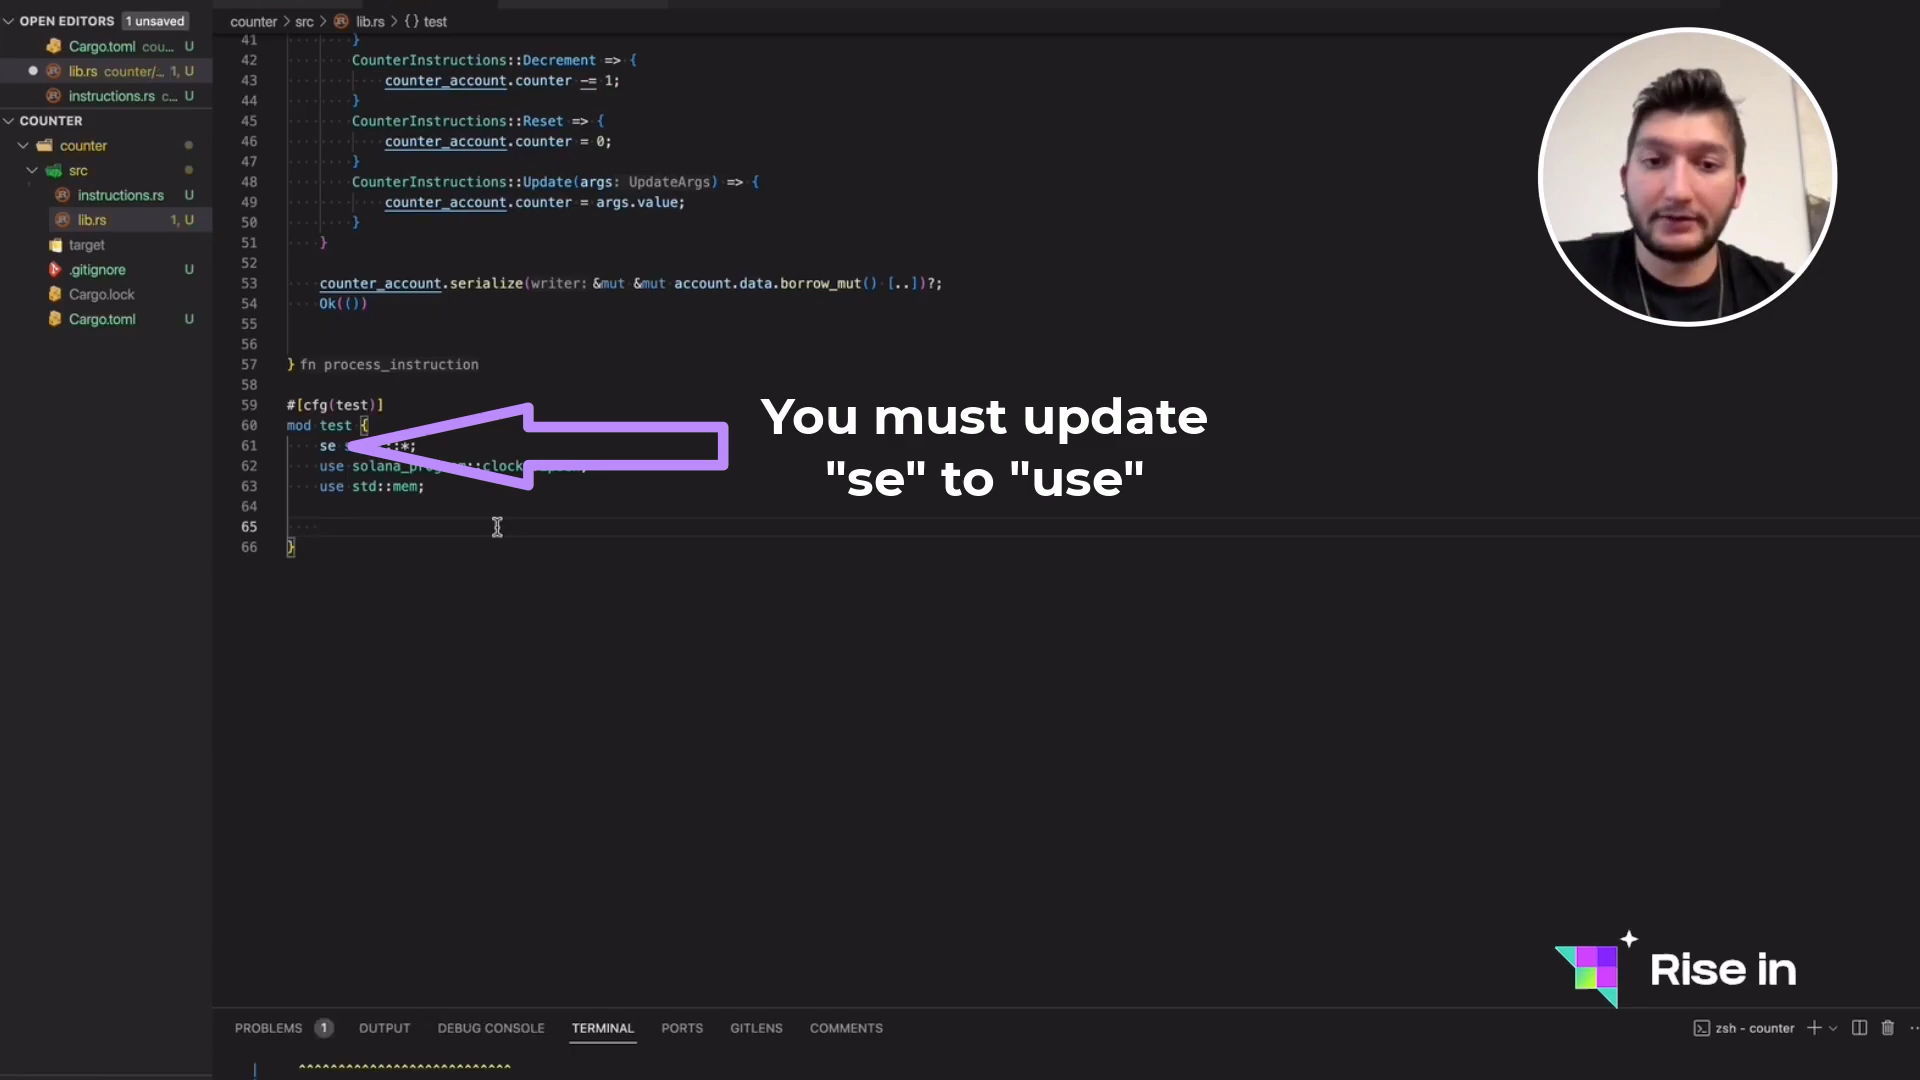 OPEN EDITORS 1 unsaved
Cargo.toml cou... U
lib.rs counter/... 1, U
instructions.rs c... U
COUNTER
counter
src
instructions.rs U
lib.rs 1, U
target
.gitignore U
Cargo.lock
Cargo.toml U
counter > src > lib.rs > {} test
41 }
42 CounterInstructions::Decrement => {
43 counter_account.counter -= 1;
44 }
45 CounterInstructions::Reset => {
46 counter_account.counter = 0;
47 }
48 CounterInstructions::Update(args: UpdateArgs) => {
49 counter_account.counter = args.value;
50 }
51 }
52
53 counter_account.serialize(writer: &mut &mut account.data.borrow_mut() [..])?;
54 Ok(())
55
56
57 } fn process_instruction
58
59 #[cfg(test)]
60 mod test {
61 se :*;
62 use clock
63 use std::mem;
64
65
66 }
You must update
"se" to "use"
Rise in
PROBLEMS 1 OUTPUT DEBUG CONSOLE TERMINAL PORTS GITLENS COMMENTS
zsh - counter
| ^^^^^^^^^^^^^^^^^^^^^^^^^^